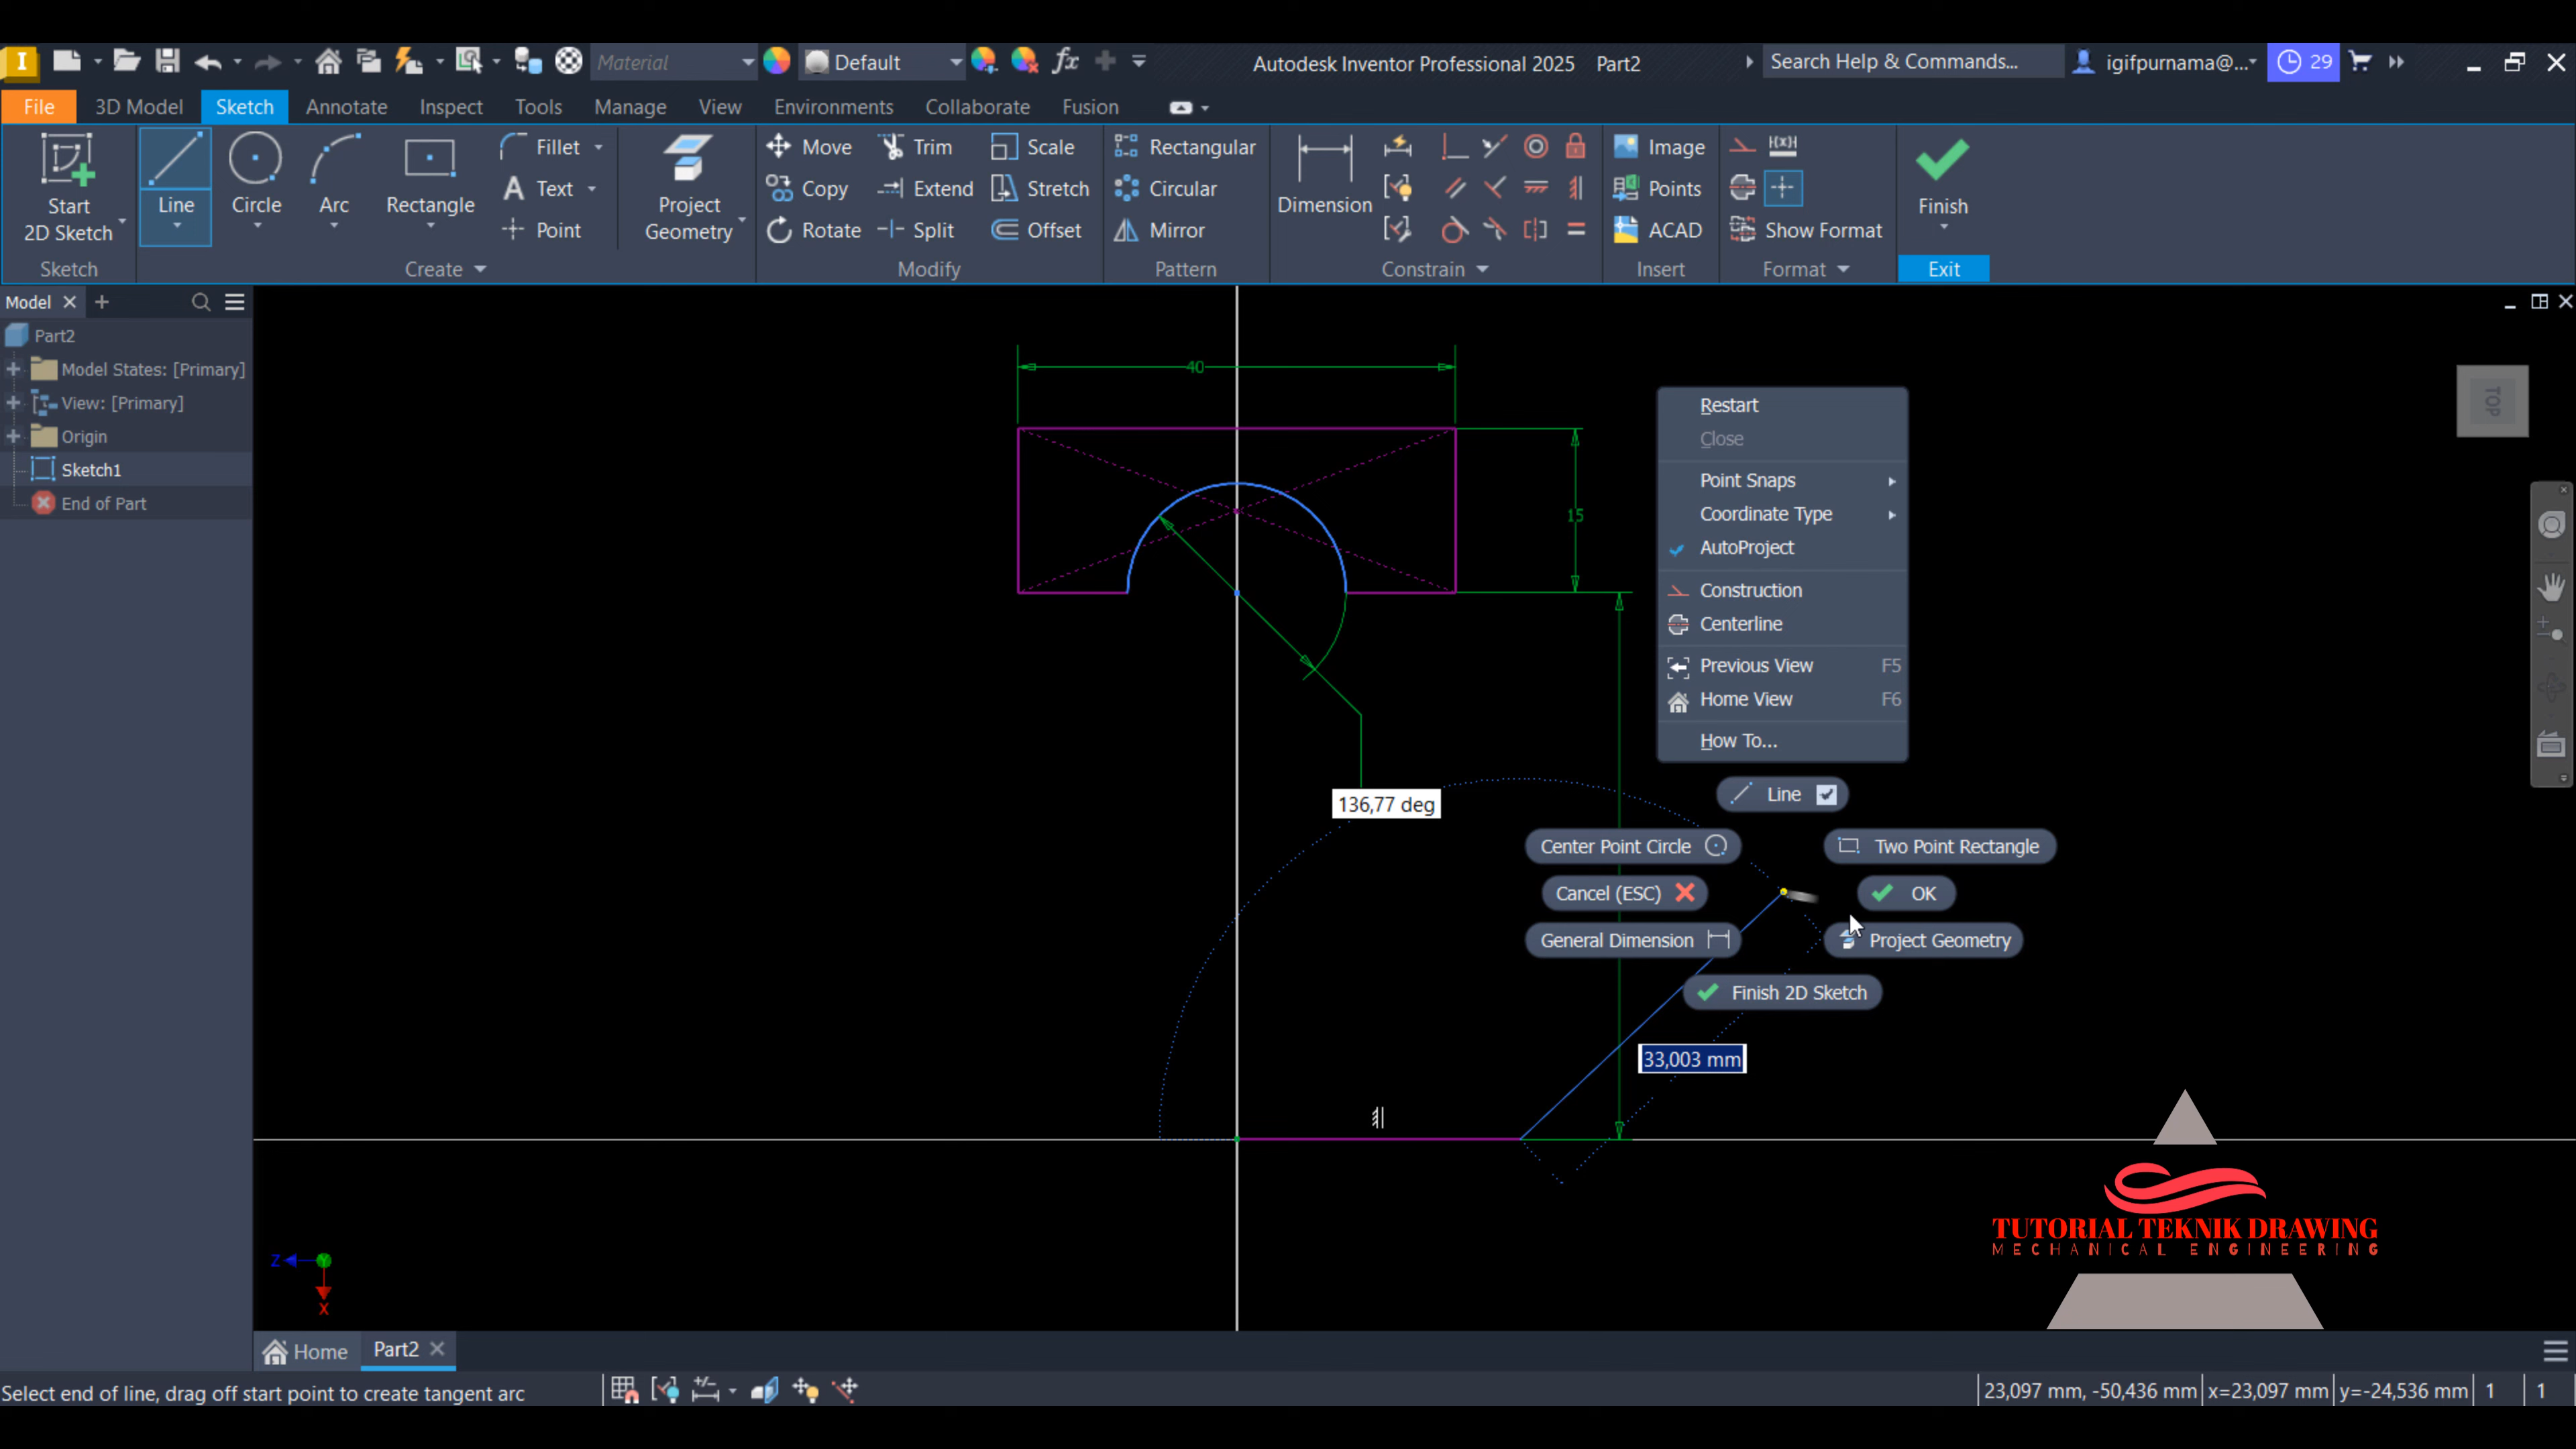 Material
Default
Autodesk Inventor Professional 2025 Part2
Search Help & Commands...
igifpurnama@...
29
File 3D Model Sketch Annotate Inspect Tools Manage View Environments Collaborate Fusion
Start
2D Sketch
Line
Circle
Arc
Rectangle
Fillet
Text
Point
Project
Geometry
Move
Copy
Rotate
Trim
Extend
Split
Scale
Stretch
Offset
Rectangular
Circular
Mirror
Dimension
Image
Points
ACAD
Show Format
Finish
Sketch
Create
Modify
Pattern
Constrain
Insert
Format
Exit
Model
Part2
Model States: [Primary]
View: [Primary]
Origin
Sketch1
End of Part
40
15
TOP
Restart
Close
Point Snaps
Coordinate Type
AutoProject
Construction
Centerline
Previous View F5
Home View F6
How To...
Line
136,77 deg
Center Point Circle
Two Point Rectangle
Cancel (ESC)
OK
General Dimension
Project Geometry
Finish 2D Sketch
33,003 mm
TUTORIAL TEKNIK DRAWING
MECHANICAL ENGINEERING
Z
X
Home
Part2
Select end of line, drag off start point to create tangent arc
23,097 mm, -50,436 mm x=23,097 mm y=-24,536 mm 1 1